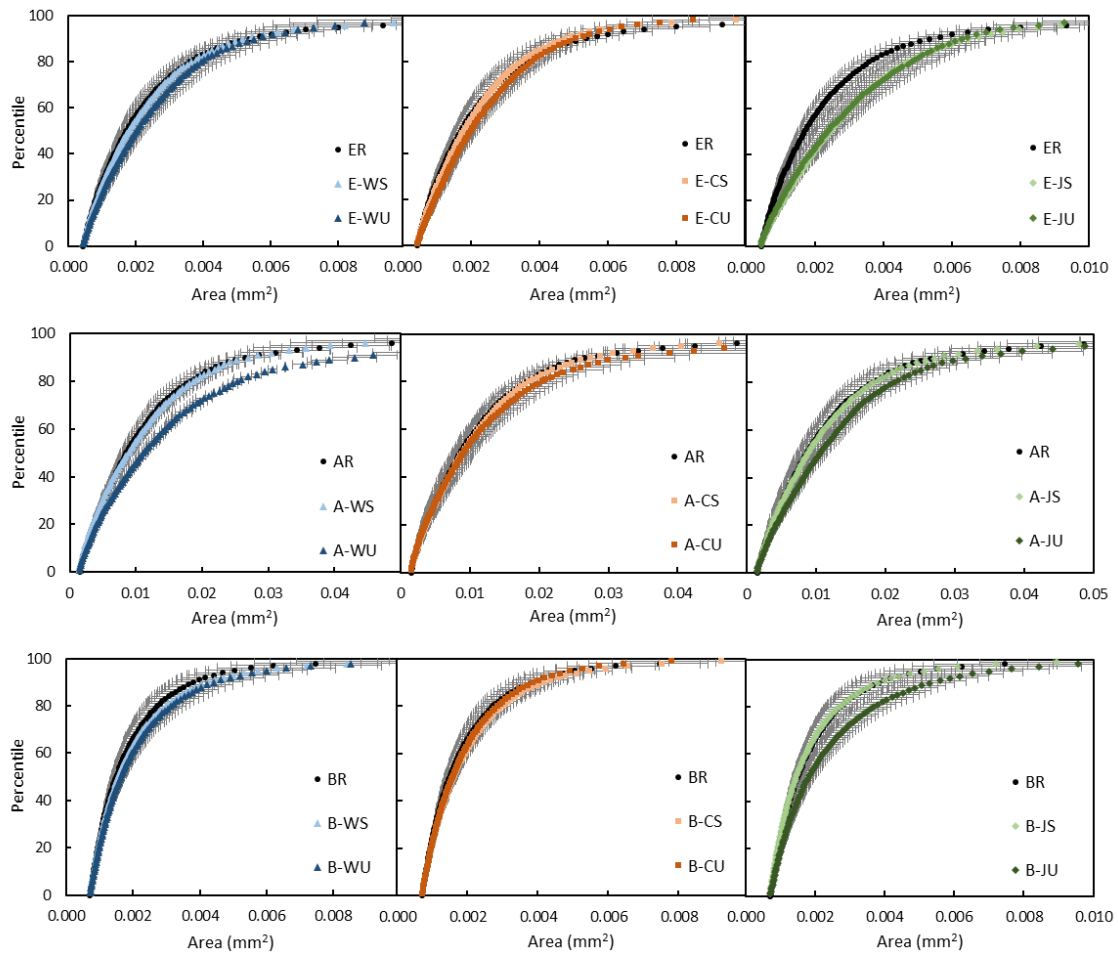 100
80
60
40
20
0
Percentile
ER
E-WS
E-WU
ER
E-CS
E-CU
ER
E-JS
E-JU
0.000 0.002 0.004 0.006 0.008 0.000 0.002 0.004 0.006 0.008 0.000 0.002 0.004 0.006 0.008 0.010
Area (mm²) Area (mm²) Area (mm²)
100
80
60
40
20
0
Percentile
AR
A-WS
A-WU
AR
A-CS
A-CU
AR
A-JS
A-JU
0 0.01 0.02 0.03 0.04 0 0.01 0.02 0.03 0.04 0 0.01 0.02 0.03 0.04 0.05
Area (mm²) Area (mm²) Area (mm²)
100
80
60
40
20
0
Percentile
BR
B-WS
B-WU
BR
B-CS
B-CU
BR
B-JS
B-JU
0.000 0.002 0.004 0.006 0.008 0.000 0.002 0.004 0.006 0.008 0.000 0.002 0.004 0.006 0.008 0.010
Area (mm²) Area (mm²) Area (mm²)